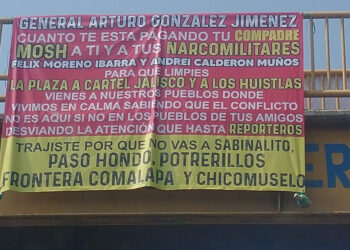 GENERAL ARTURO GONZALEZ JIMENEZ
CUANTO TE ESTA PAGANDO TU COMPADRE
MOSH A TI Y A TUS NARCOMILITARES
FELIX MORENO IBARRA Y ANDREI CALDERON MUÑOS
PARA QUE LIMPIES
LA PLAZA A CARTEL JALISCO Y A LOS HUISTLAS
VIENES A NUESTROS PUEBLOS DONDE
VIVIMOS EN CALMA SABIENDO QUE EL CONFLICTO
NO ES AQUI SI NO EN LOS PUEBLOS DE TUS AMIGOS
DESVIANDO LA ATENCIÓN QUE HASTA REPORTEROS
TRAJISTE POR QUE NO VAS A SABINALITO,
PASO HONDO, POTRERILLOS
FRONTERA COMALAPA Y CHICOMUSELO
ER